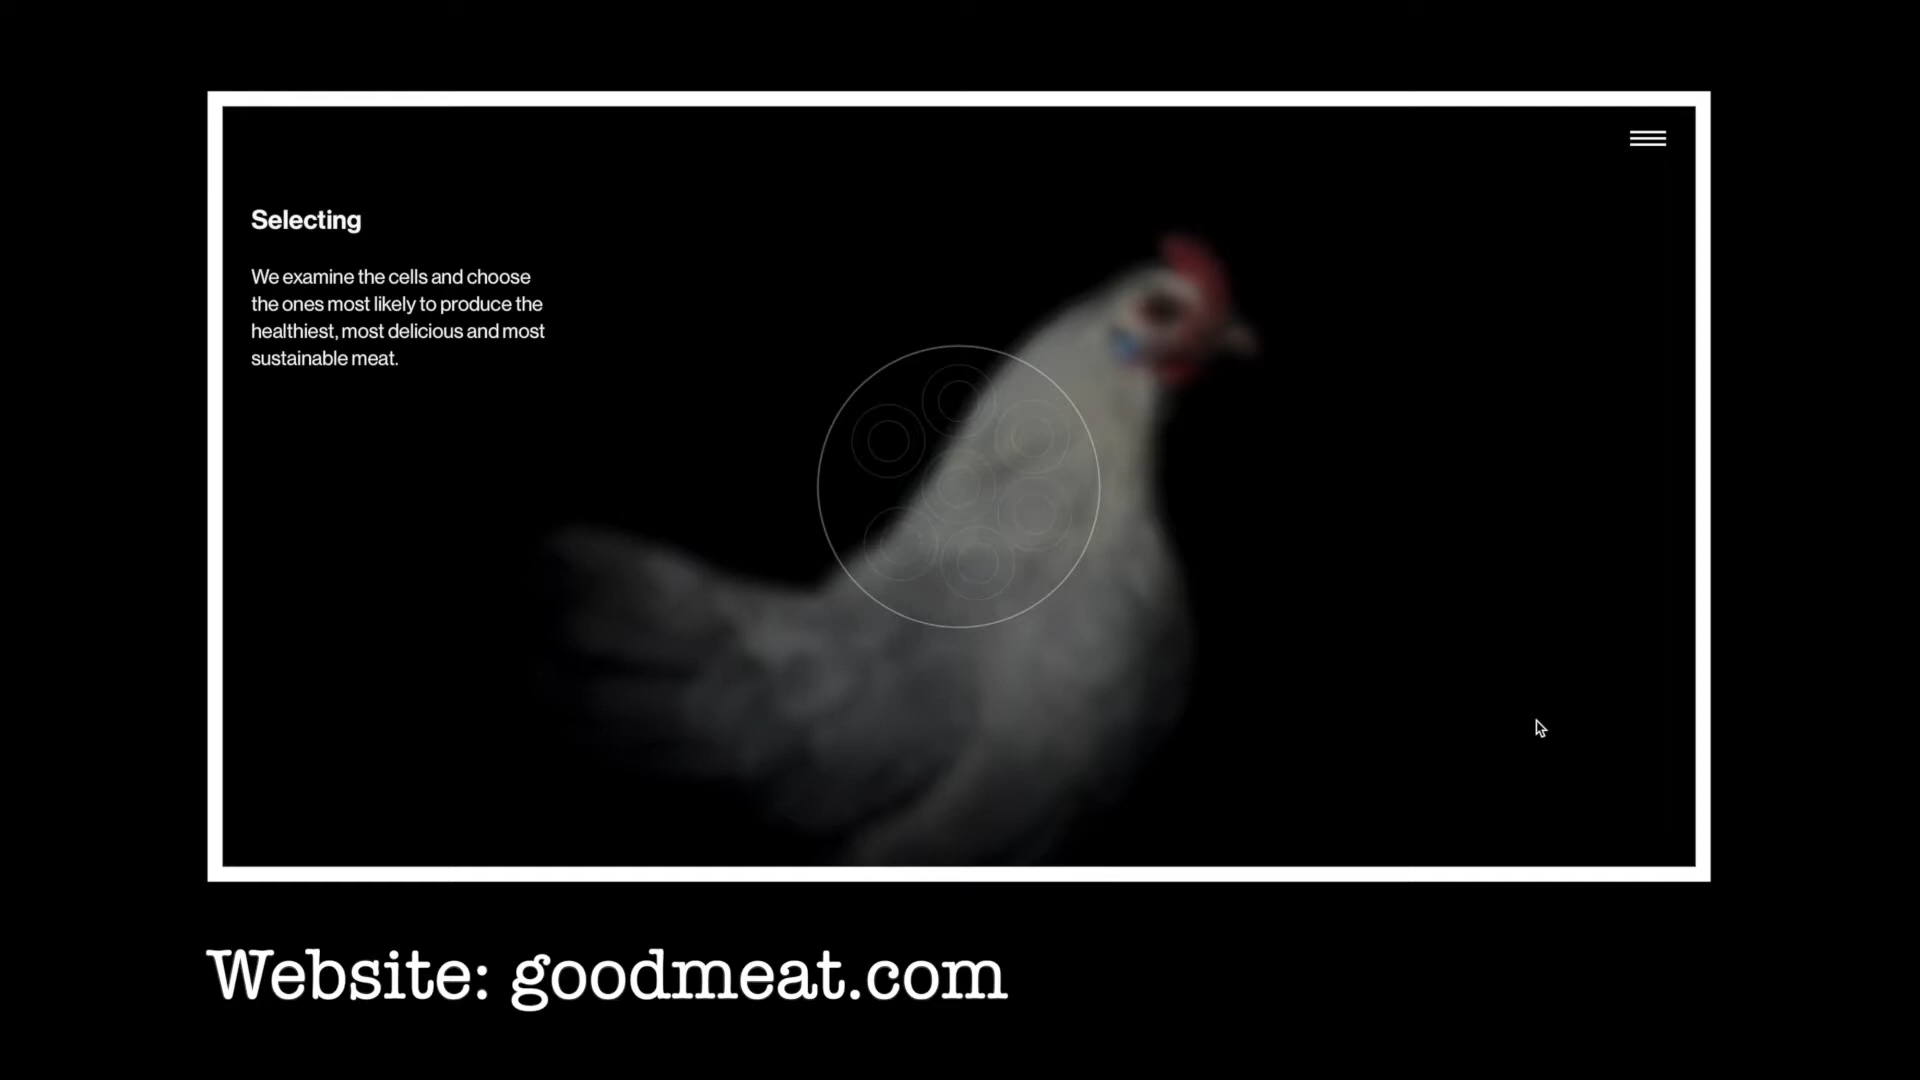 Selecting
We examine the cells and choose
the ones most likely to produce the
healthiest, most delicious and most
sustainable meat.
Website: goodmeat.com